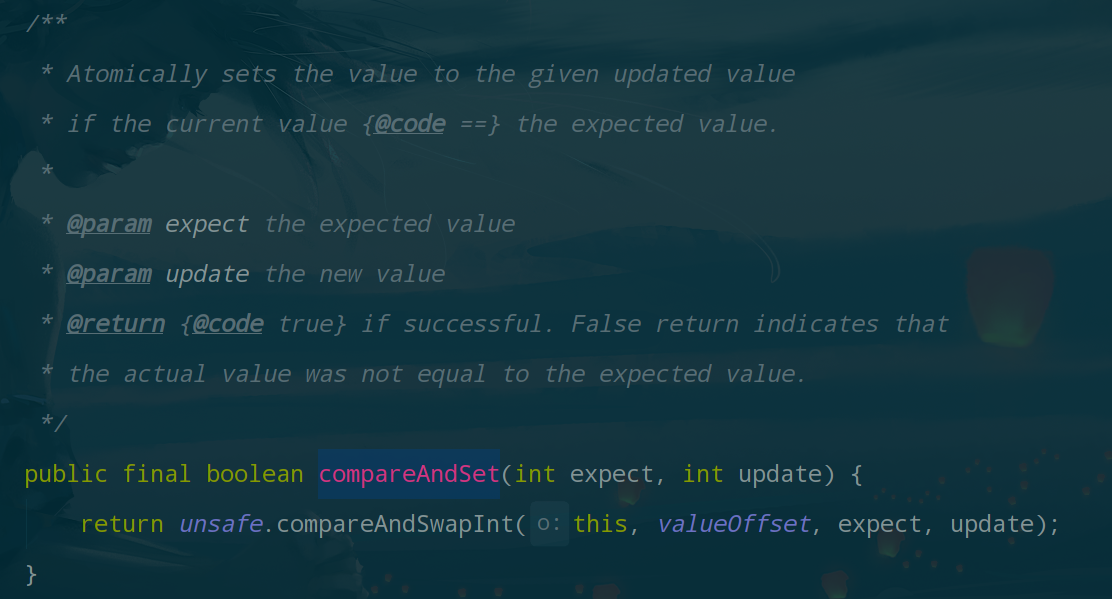 /**
* Atomically sets the value to the given updated value
* if the current value {@code ==} the expected value.
*
* @param expect the expected value
* @param update the new value
* @return {@code true} if successful. False return indicates that
* the actual value was not equal to the expected value.
*/
public final boolean compareAndSet(int expect, int update) {
return unsafe.compareAndSwapInt( o: this, valueOffset, expect, update);
}